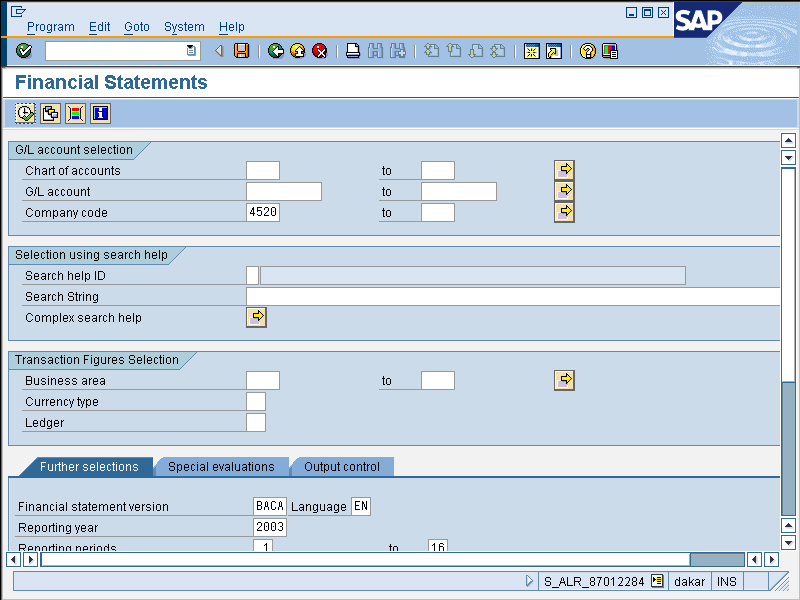 Program Edit Goto System Help
SAP
Financial Statements
G/L account selection
Chart of accounts to
G/L account to
Company code 4520 to
Selection using search help
Search help ID
Search String
Complex search help
Transaction Figures Selection
Business area to
Currency type
Ledger
Further selections Special evaluations Output control
Financial statement version BACA Language EN
Reporting year 2003
Reporting periods 1 to 16
S_ALR_87012284 dakar INS